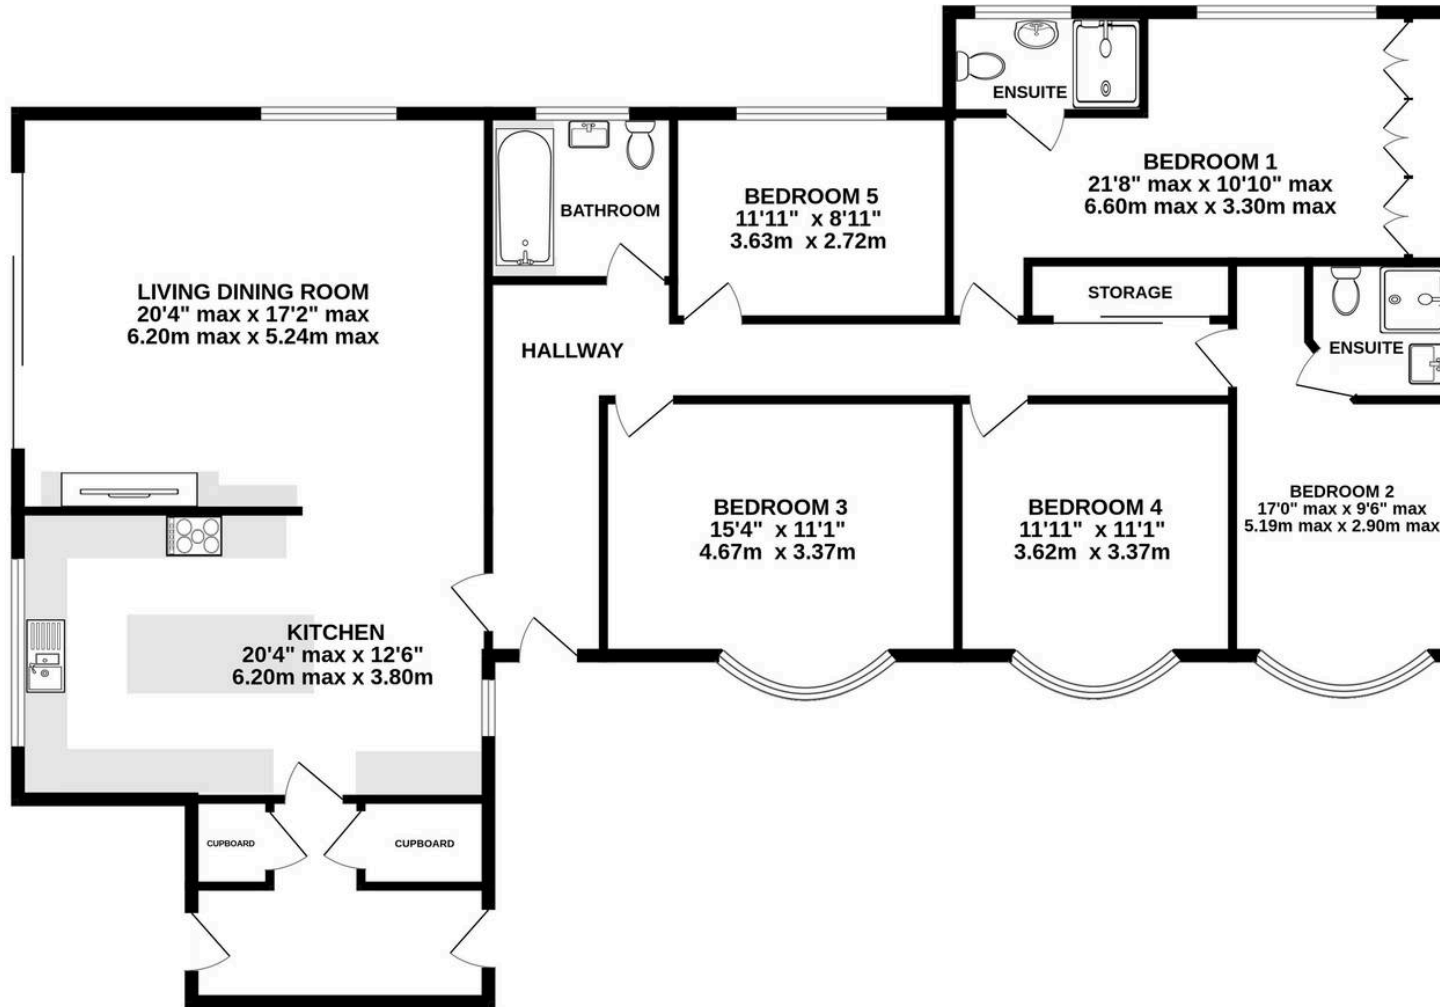 ENSUITE
BEDROOM 1
21'8" max x 10'10" max
6.60m max x 3.30m max
BATHROOM
BEDROOM 5
11'11" x 8'11"
3.63m x 2.72m
LIVING DINING ROOM
20'4" max x 17'2" max
6.20m max x 5.24m max
STORAGE
HALLWAY
ENSUITE
BEDROOM 3
15'4" x 11'1"
4.67m x 3.37m
BEDROOM 4
11'11" x 11'1"
3.62m x 3.37m
BEDROOM 2
17'0" max x 9'6" max
5.19m max x 2.90m max
KITCHEN
20'4" max x 12'6"
6.20m max x 3.80m
CUPBOARD
CUPBOARD